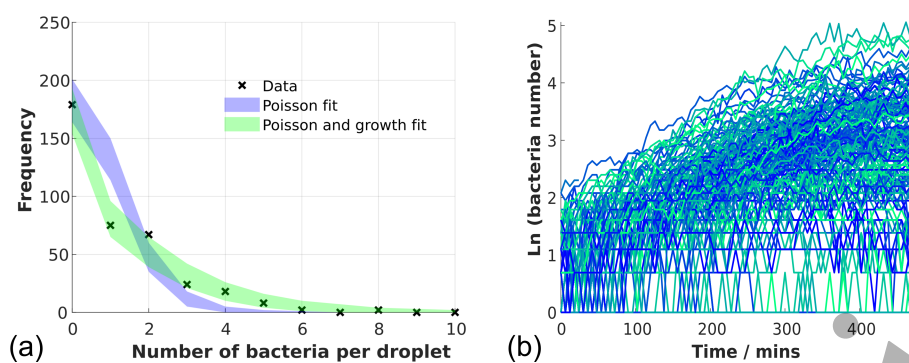 250
200
150
100
50
0
Frequency
Data
Poisson fit
Poisson and growth fit
0 2 4 6 8 10
Number of bacteria per droplet
(a)
5
4
3
2
1
0
Ln (bacteria number)
0 100 200 300 400
Time / mins
(b)